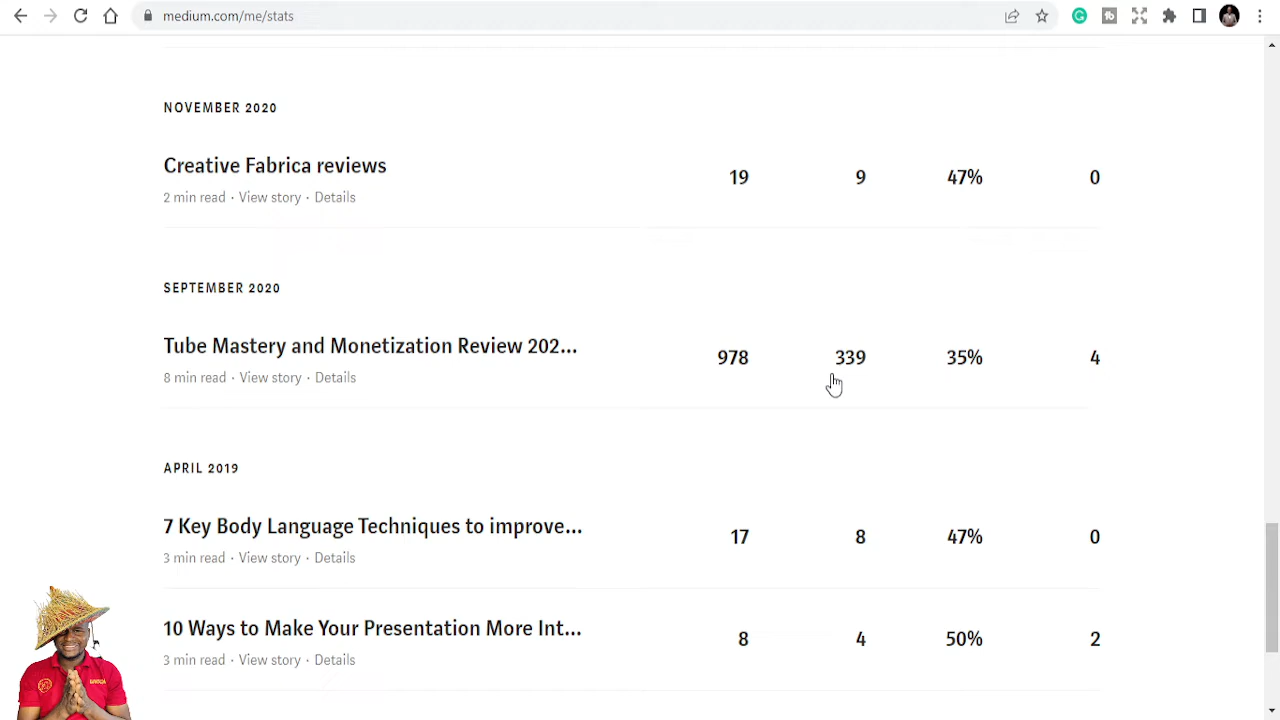 medium.com/me/stats
NOVEMBER 2020
Creative Fabrica reviews
19 9 47% 0
2 min read · View story · Details
SEPTEMBER 2020
Tube Mastery and Monetization Review 202...
978 339 35% 4
8 min read · View story · Details
APRIL 2019
7 Key Body Language Techniques to improve...
17 8 47% 0
3 min read · View story · Details
10 Ways to Make Your Presentation More Int...
8 4 50% 2
3 min read · View story · Details